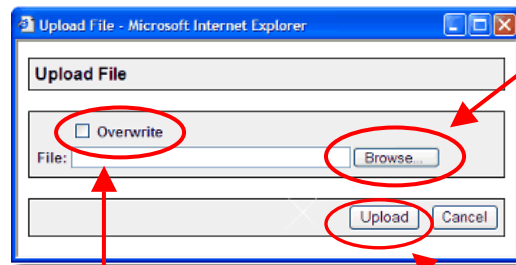 Upload File - Microsoft Internet Explorer
Upload File
Overwrite
File: Browse...
Upload Cancel